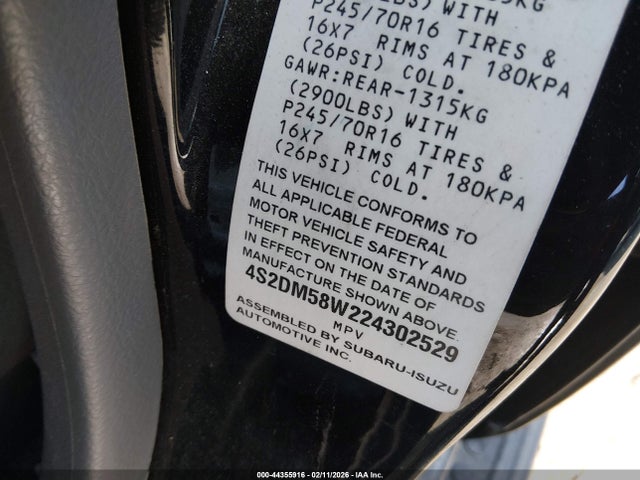 LBS) WITH
P245/70R16 TIRES &
16X7 RIMS AT 180KPA
(26PSI) COLD.
GAWR:REAR-1315KG
(2900LBS) WITH
P245/70R16 TIRES &
16X7 RIMS AT 180KPA
(26PSI) COLD.
THIS VEHICLE CONFORMS TO
ALL APPLICABLE FEDERAL
MOTOR VEHICLE SAFETY AND
THEFT PREVENTION STANDARDS
IN EFFECT ON THE DATE OF
MANUFACTURE SHOWN ABOVE.
4S2DM58W224302529
MPV
ASSEMBLED BY SUBARU-ISUZU
AUTOMOTIVE INC.
000-44355916 - 02/11/2026 - IAA Inc.